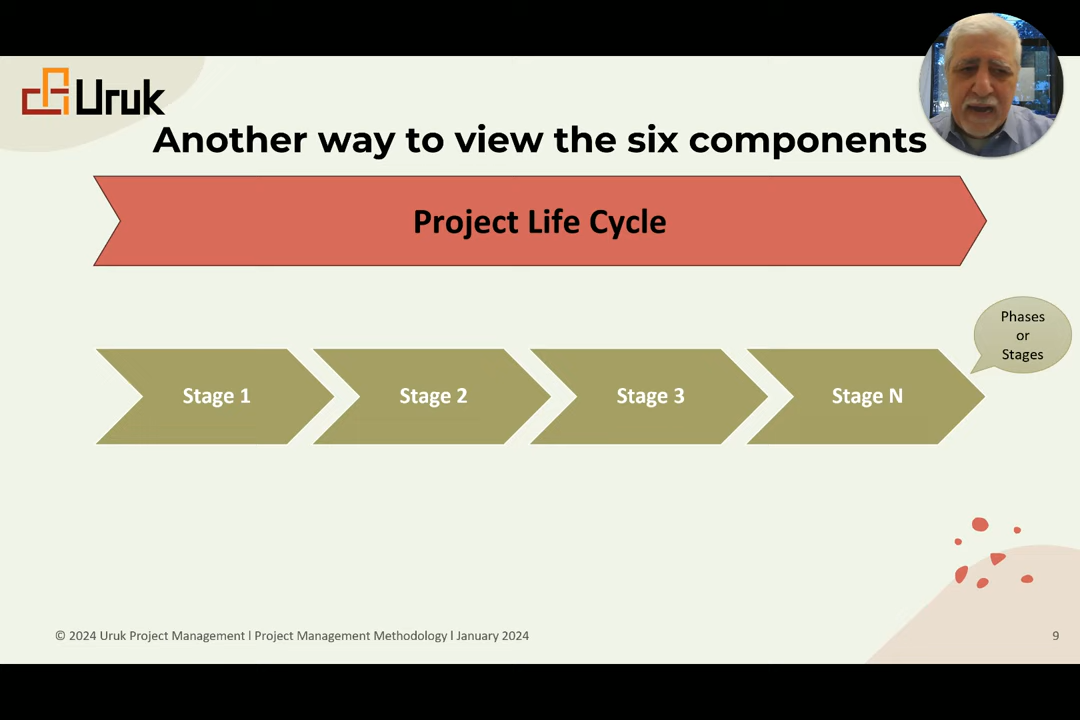 Uruk
Another way to view the six components
Project Life Cycle
Phases
or
Stages
Stage 1
Stage 2
Stage 3
Stage N
© 2024 Uruk Project Management l Project Management Methodology l January 2024
9